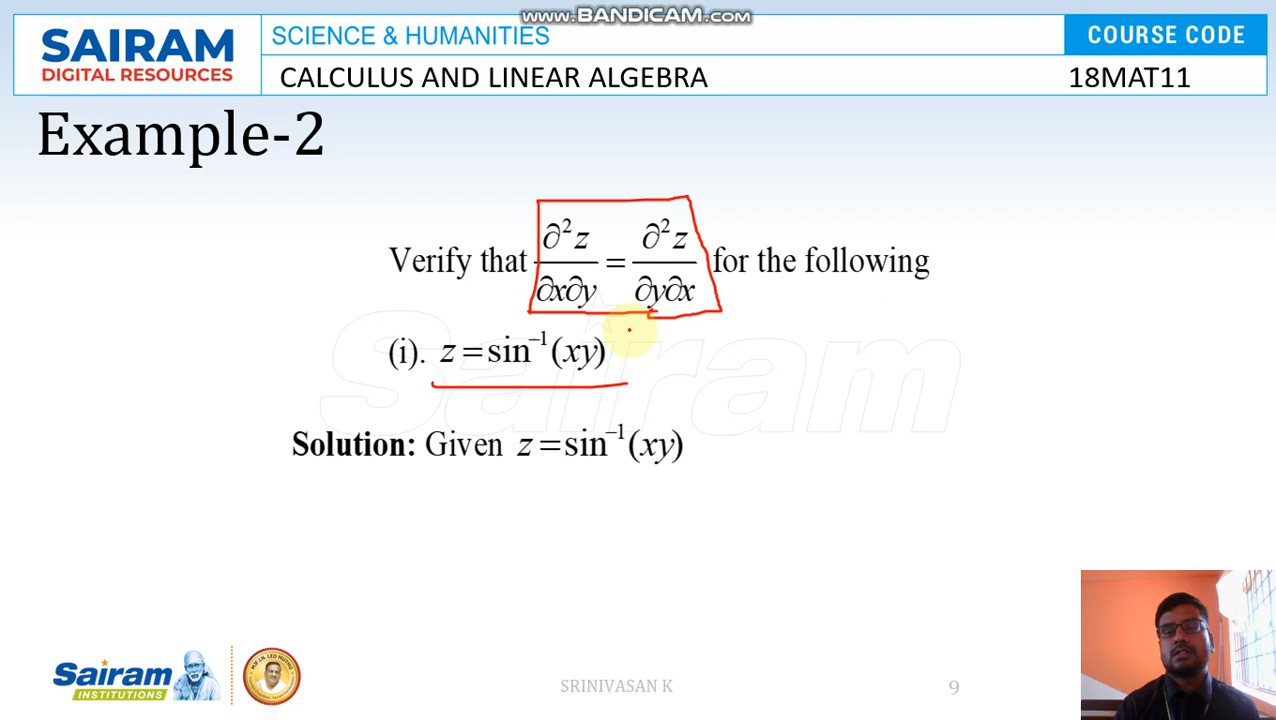 www.BANDICAM.com
SAIRAM
DIGITAL RESOURCES
SCIENCE & HUMANITIES
COURSE CODE
CALCULUS AND LINEAR ALGEBRA
18MAT11
Example-2
Verify that ∂²z/∂x∂y = ∂²z/∂y∂x for the following
(i). z = sin⁻¹(xy)
Sairam
Solution: Given z = sin⁻¹(xy)
Sairam
INSTITUTIONS
SRINIVASAN K
9